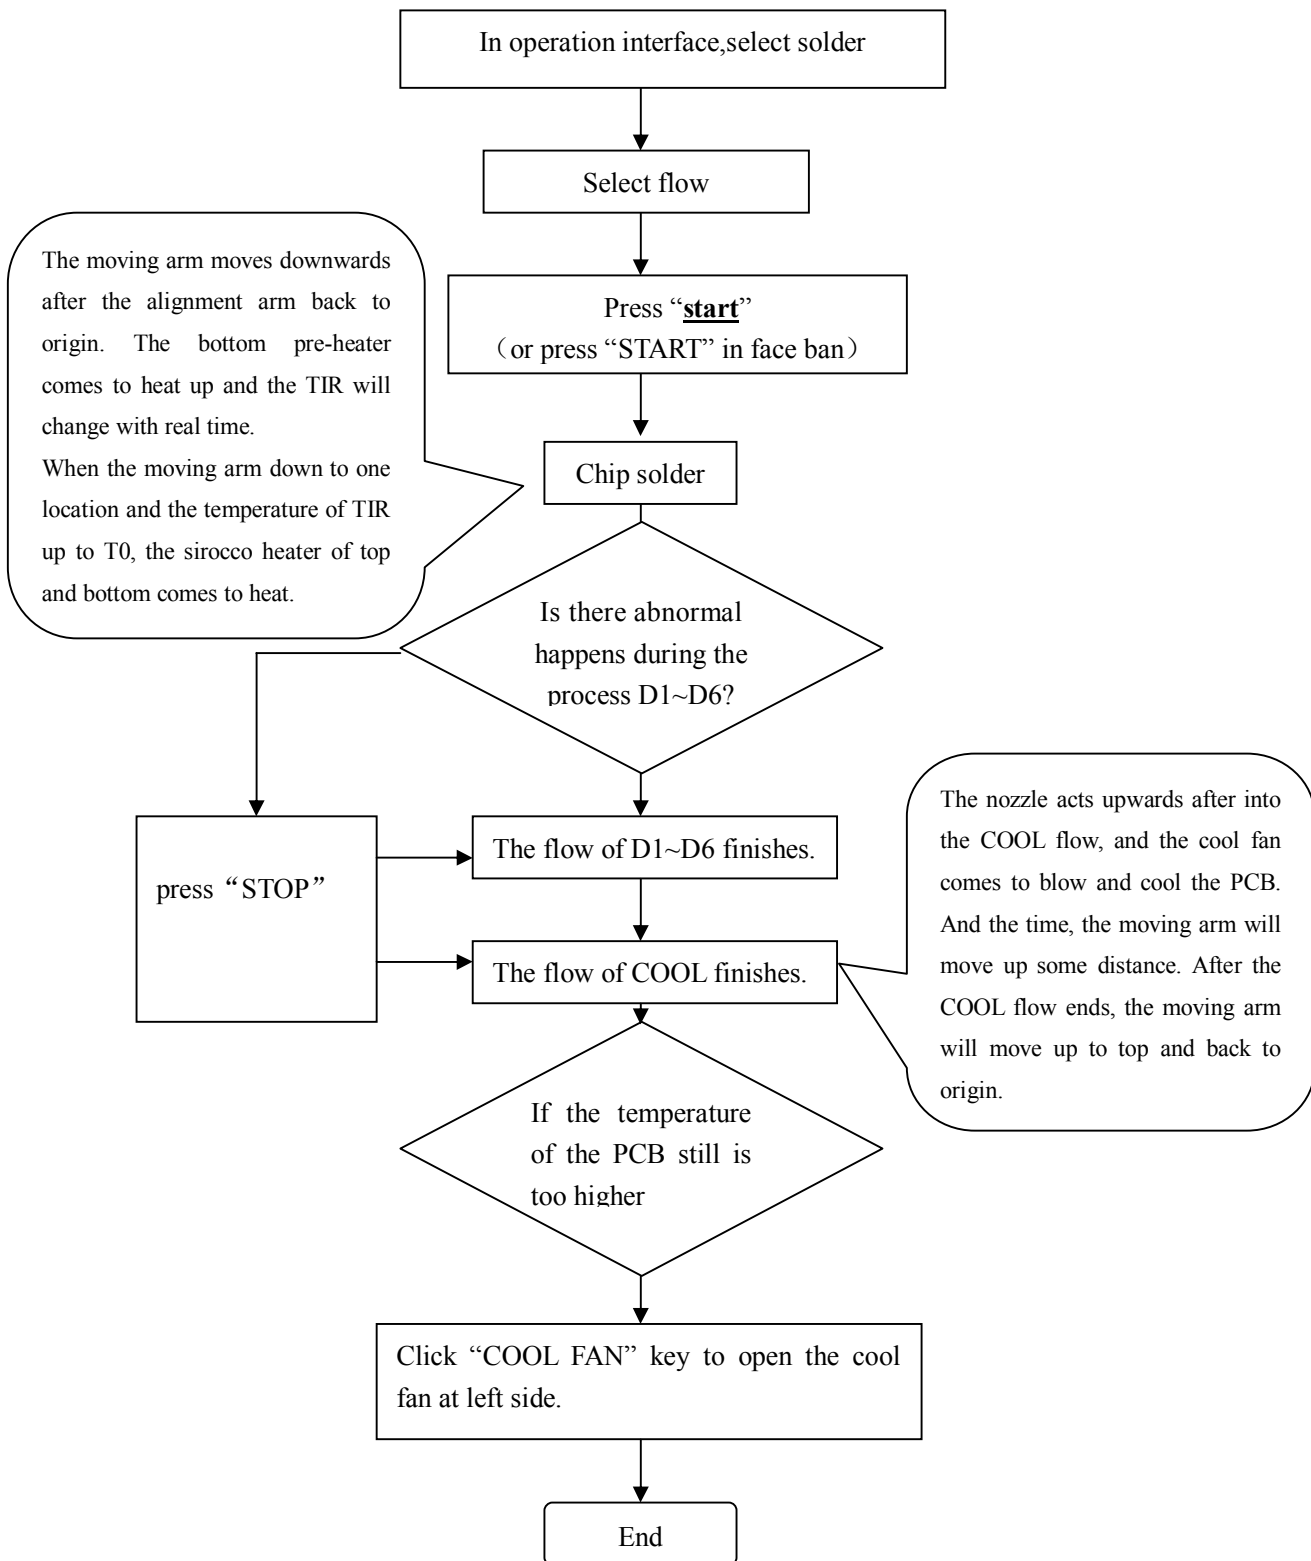 In operation interface,select solder
Select flow
The moving arm moves downwards
after the alignment arm back to
origin. The bottom pre-heater
comes to heat up and the TIR will
change with real time.
When the moving arm down to one
location and the temperature of TIR
up to T0, the sirocco heater of top
and bottom comes to heat.
Press “start”
（or press “START” in face ban）
Chip solder
Is there abnormal
happens during the
process D1~D6?
press “STOP”
The flow of D1~D6 finishes.
The flow of COOL finishes.
The nozzle acts upwards after into
the COOL flow, and the cool fan
comes to blow and cool the PCB.
And the time, the moving arm will
move up some distance. After the
COOL flow ends, the moving arm
will move up to top and back to
origin.
If the temperature
of the PCB still is
too higher
Click “COOL FAN” key to open the cool
fan at left side.
End